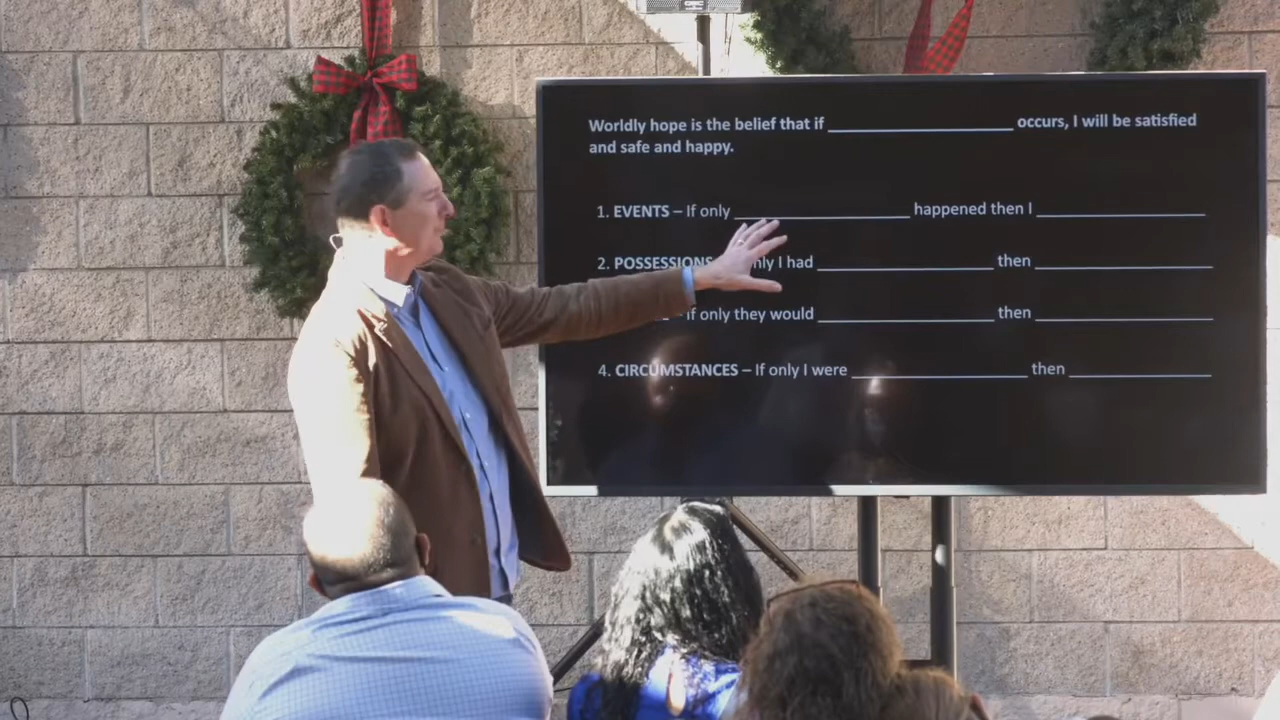 Worldly hope is the belief that if ____________________ occurs, I will be satisfied
and safe and happy.
1. EVENTS – If only ____________________ happened then I ____________________
2. POSSESSIONS I had ____________________ then ____________________
– If only they would ____________________ then ____________________
4. CIRCUMSTANCES – If only I were ____________________ then ____________________